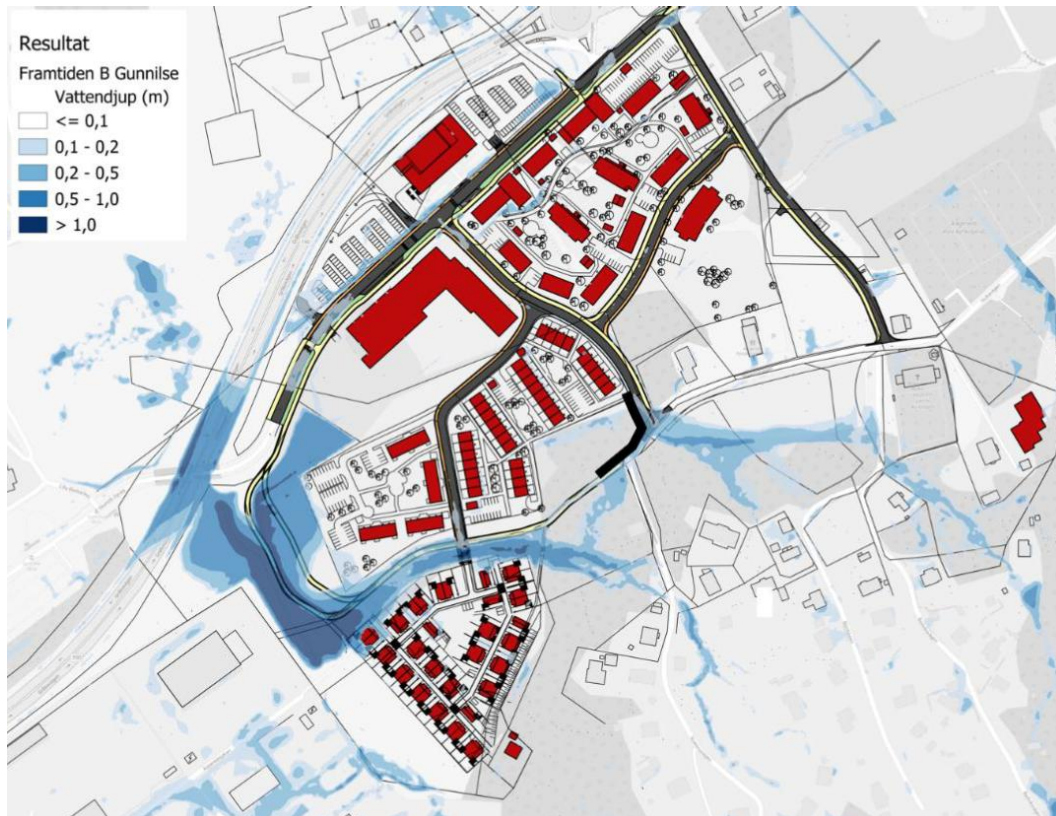 Resultat
Framtiden B Gunnilse
Vattendjup (m)
<= 0,1
0,1 - 0,2
0,2 - 0,5
0,5 - 1,0
> 1,0